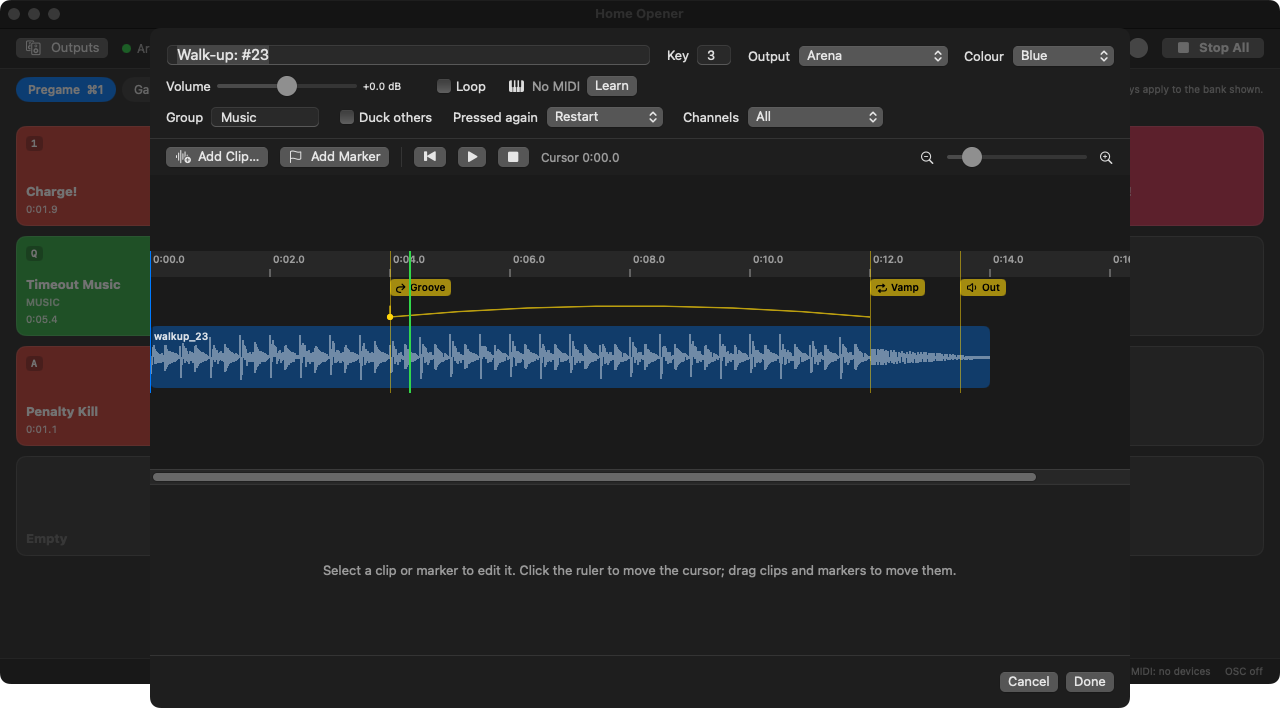 Home Opener
Outputs
Stop All
Walk-up: #23
Key 3
Output Arena
Colour Blue
Volume +0.0 dB
Loop
No MIDI Learn
Group Music
Duck others
Pressed again Restart
Channels All
Pregame ⌘1
ys apply to the bank shown.
Add Clip...
Add Marker
Cursor 0:00.0
1
Charge!
0:01.9
Q
Timeout Music
MUSIC
0:05.4
A
Penalty Kill
0:01.1
Empty
0:00.0 0:02.0 0:04.0 0:06.0 0:08.0 0:10.0 0:12.0 0:14.0
Groove
Vamp
Out
walkup_23
Select a clip or marker to edit it. Click the ruler to move the cursor; drag clips and markers to move them.
MIDI: no devices OSC off
Cancel
Done